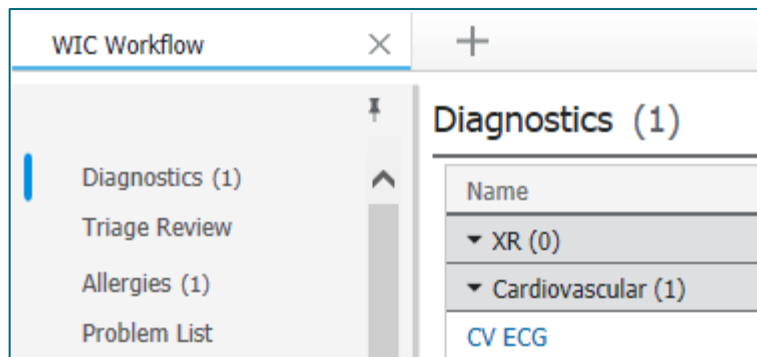 WIC Workflow
Diagnostics (1)
Triage Review
Allergies (1)
Problem List
Diagnostics (1)
Name
XR (0)
Cardiovascular (1)
CV ECG